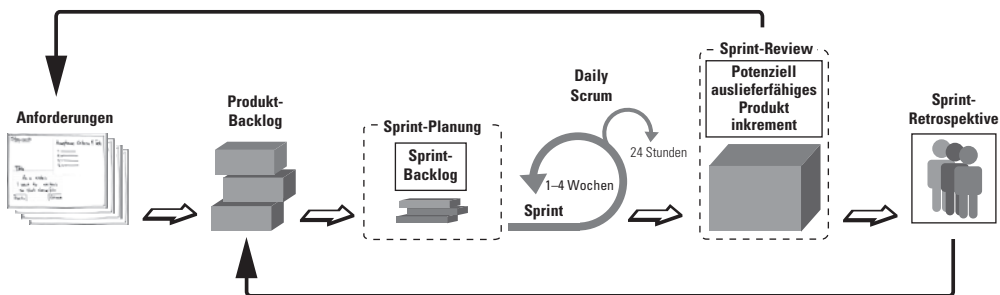 Anforderungen
Produkt-
Backlog
Sprint-Planung
Sprint-
Backlog
Daily
Scrum
24 Stunden
1–4 Wochen
Sprint
Sprint-Review
Potenziell
auslieferfähiges
Produkt
inkrement
Sprint-
Retrospektive